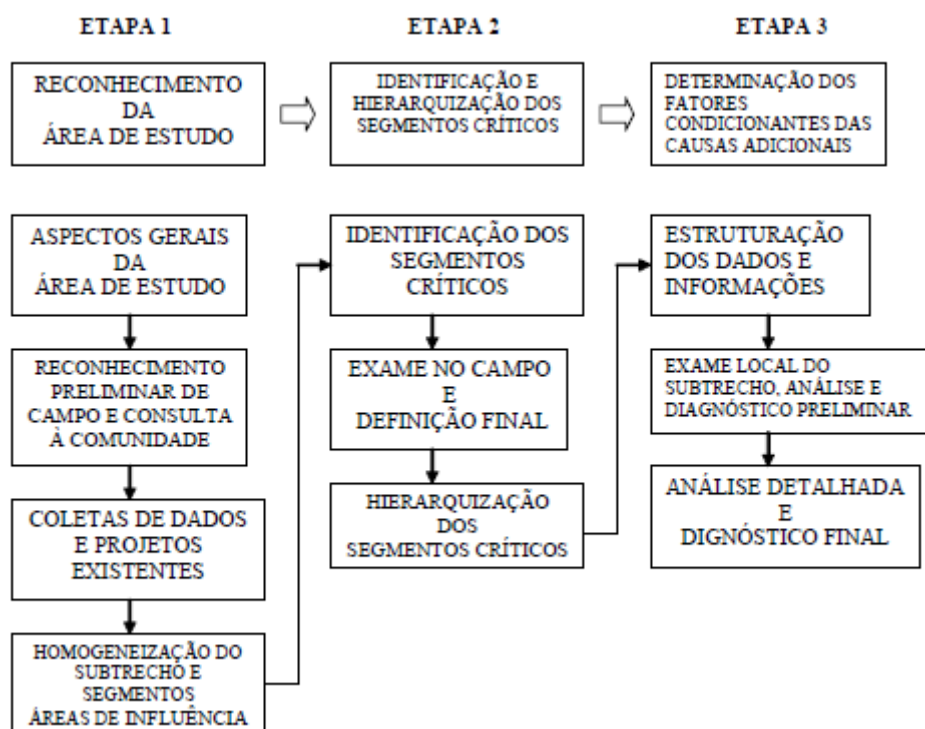 ETAPA 1
ETAPA 2
ETAPA 3
RECONHECIMENTO
DA
ÁREA DE ESTUDO
IDENTIFICAÇÃO E
HIERARQUIZAÇÃO DOS
SEGMENTOS CRÍTICOS
DETERMINAÇÃO DOS
FATORES
CONDICIONANTES DAS
CAUSAS ADICIONAIS
ASPECTOS GERAIS
DA
ÁREA DE ESTUDO
RECONHECIMENTO
PRELIMINAR DE
CAMPO E CONSULTA
À COMUNIDADE
COLETAS DE DADOS
E PROJETOS
EXISTENTES
HOMOGENEIZAÇÃO DO
SUBTRECHO E
SEGMENTOS
ÁREAS DE INFLUÊNCIA
IDENTIFICAÇÃO DOS
SEGMENTOS
CRÍTICOS
EXAME NO CAMPO
E
DEFINIÇÃO FINAL
HIERARQUIZAÇÃO
DOS
SEGMENTOS CRÍTICOS
ESTRUTURAÇÃO
DOS DADOS E
INFORMAÇÕES
EXAME LOCAL DO
SUBTRECHO, ANÁLISE E
DIAGNÓSTICO PRELIMINAR
ANÁLISE DETALHADA
E
DIGNÓSTICO FINAL